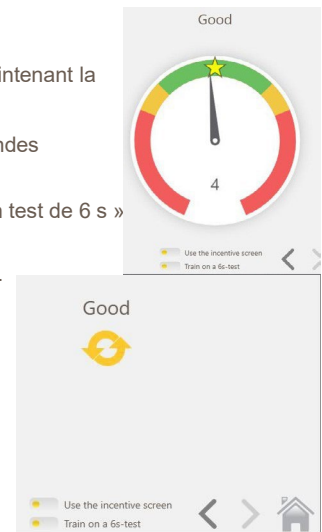 intenant la
ndes
test de 6 s »
Good
4
Use the incentive screen
Train on a 6s-test
Good
Use the incentive screen
Train on a 6s-test